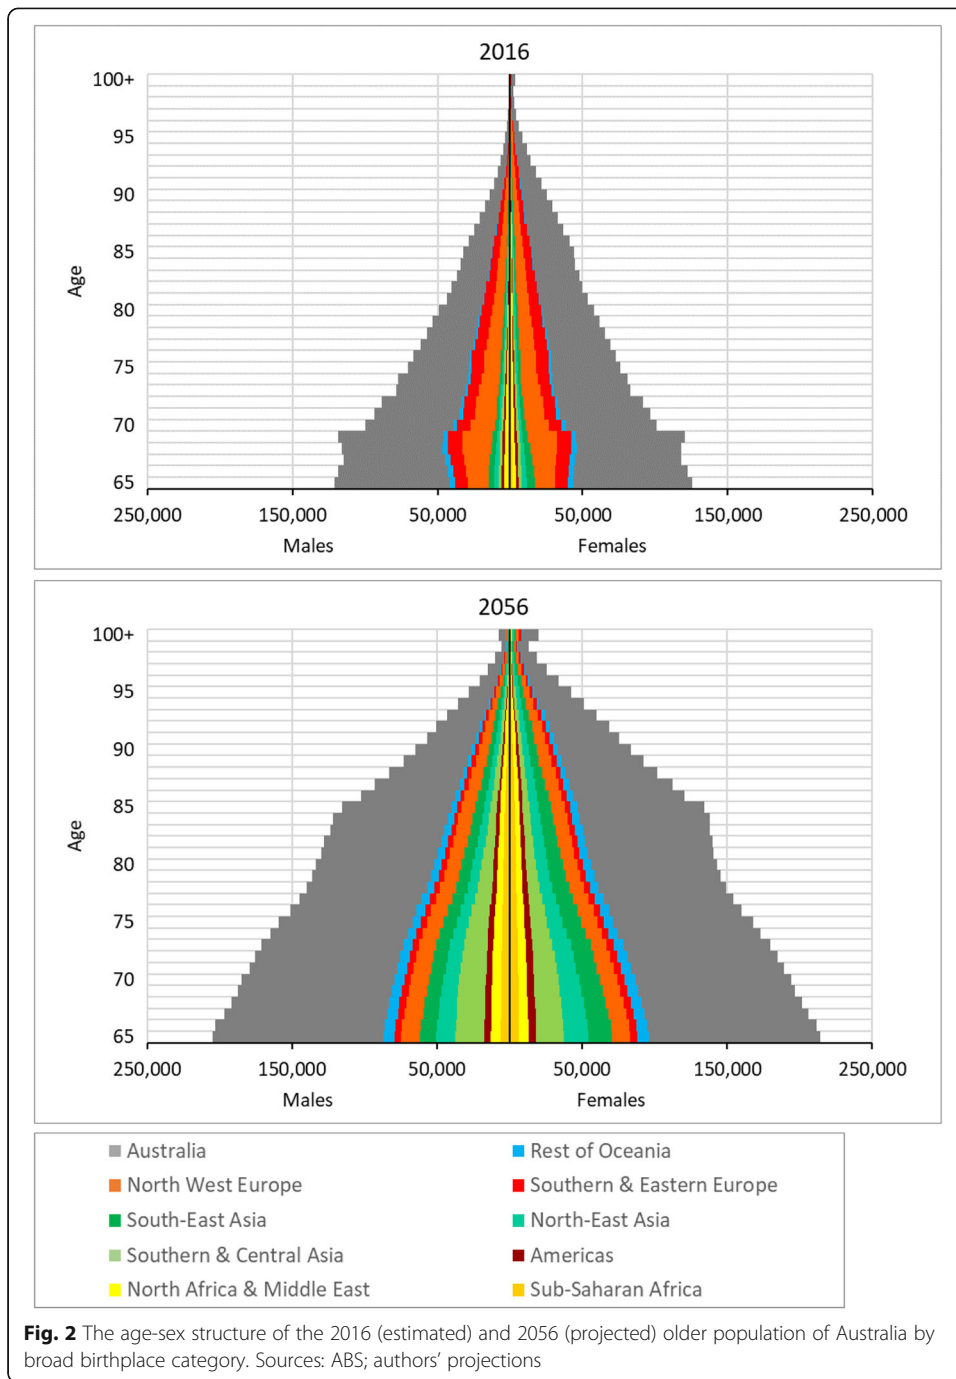 2016
100+
95
90
85
80
75
70
65
Age
250,000 150,000 50,000 50,000 150,000 250,000
Males Females
2056
100+
95
90
85
80
75
70
65
Age
250,000 150,000 50,000 50,000 150,000 250,000
Males Females
Australia Rest of Oceania
North West Europe Southern & Eastern Europe
South-East Asia North-East Asia
Southern & Central Asia Americas
North Africa & Middle East Sub-Saharan Africa
Fig. 2 The age-sex structure of the 2016 (estimated) and 2056 (projected) older population of Australia by
broad birthplace category. Sources: ABS; authors’ projections